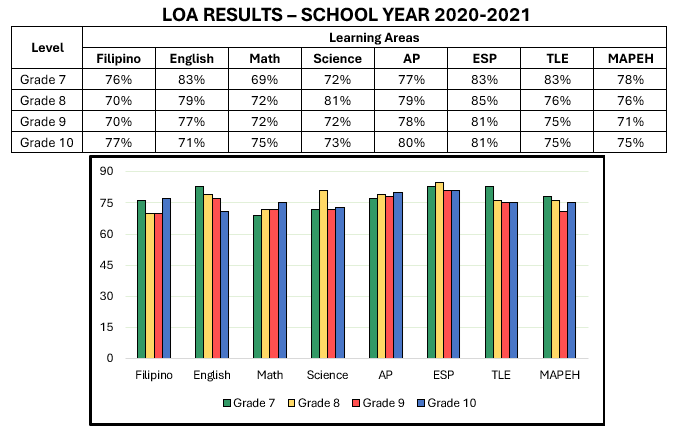 LOA RESULTS – SCHOOL YEAR 2020-2021
Level
Learning Areas
Filipino English Math Science AP ESP TLE MAPEH
Grade 7 76% 83% 69% 72% 77% 83% 83% 78%
Grade 8 70% 79% 72% 81% 79% 85% 76% 76%
Grade 9 70% 77% 72% 72% 78% 81% 75% 71%
Grade 10 77% 71% 75% 73% 80% 81% 75% 75%
90
75
60
45
30
15
0
Filipino English Math Science AP ESP TLE MAPEH
Grade 7 Grade 8 Grade 9 Grade 10